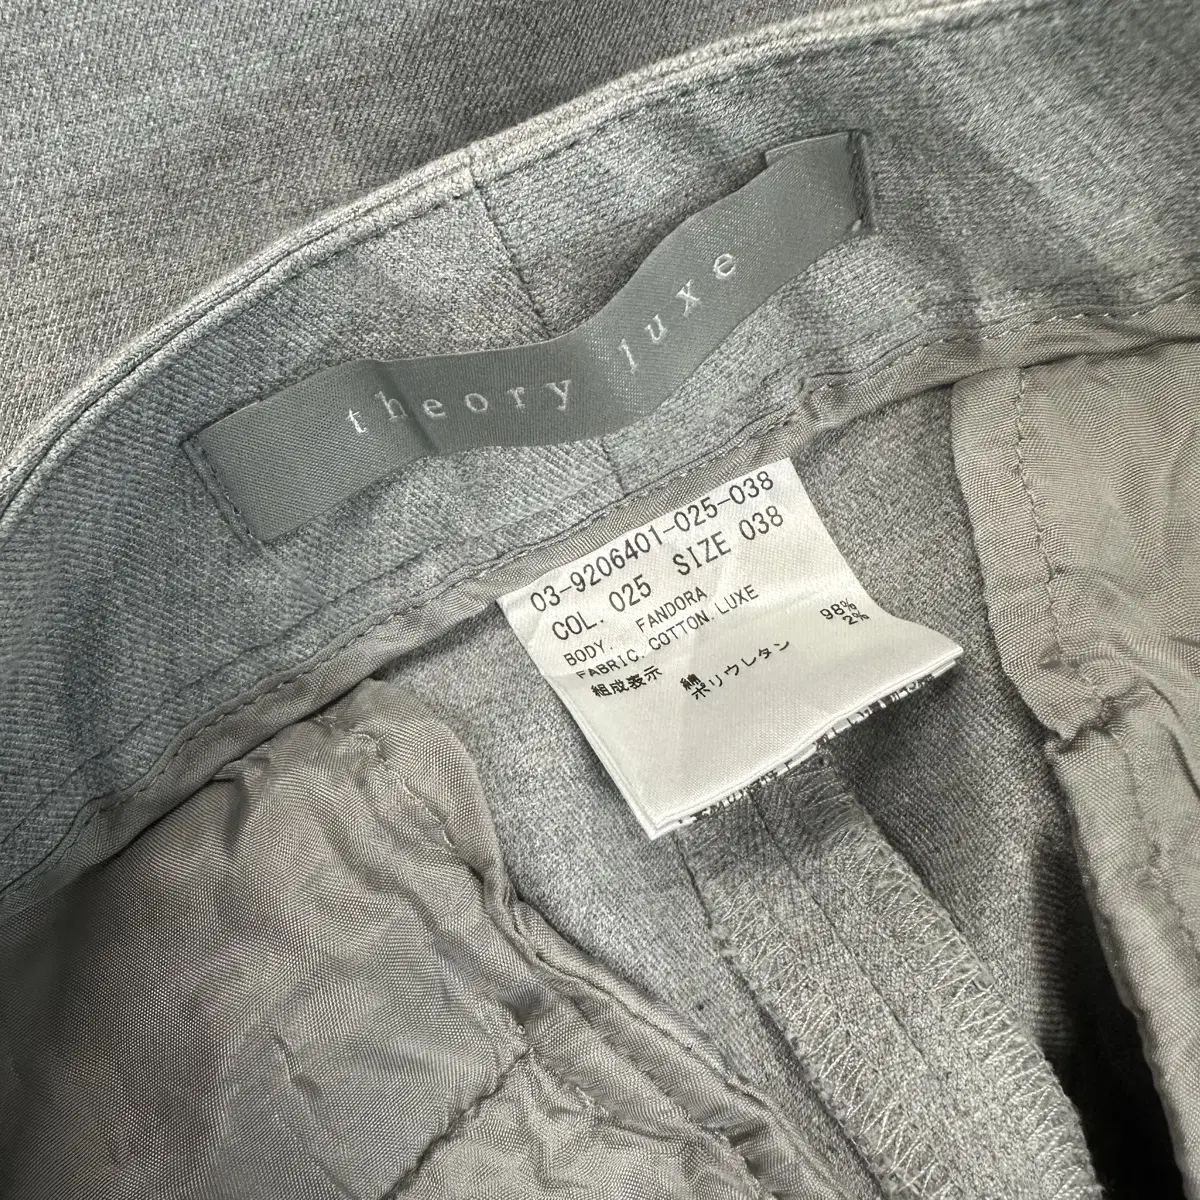 theory luxe
03-9206401-025-038
COL. 025 SIZE 038
BODY. FANDORA
FABRIC. COTTON. LUXE
組成表示 綿 98%
ポリウレタン 2%